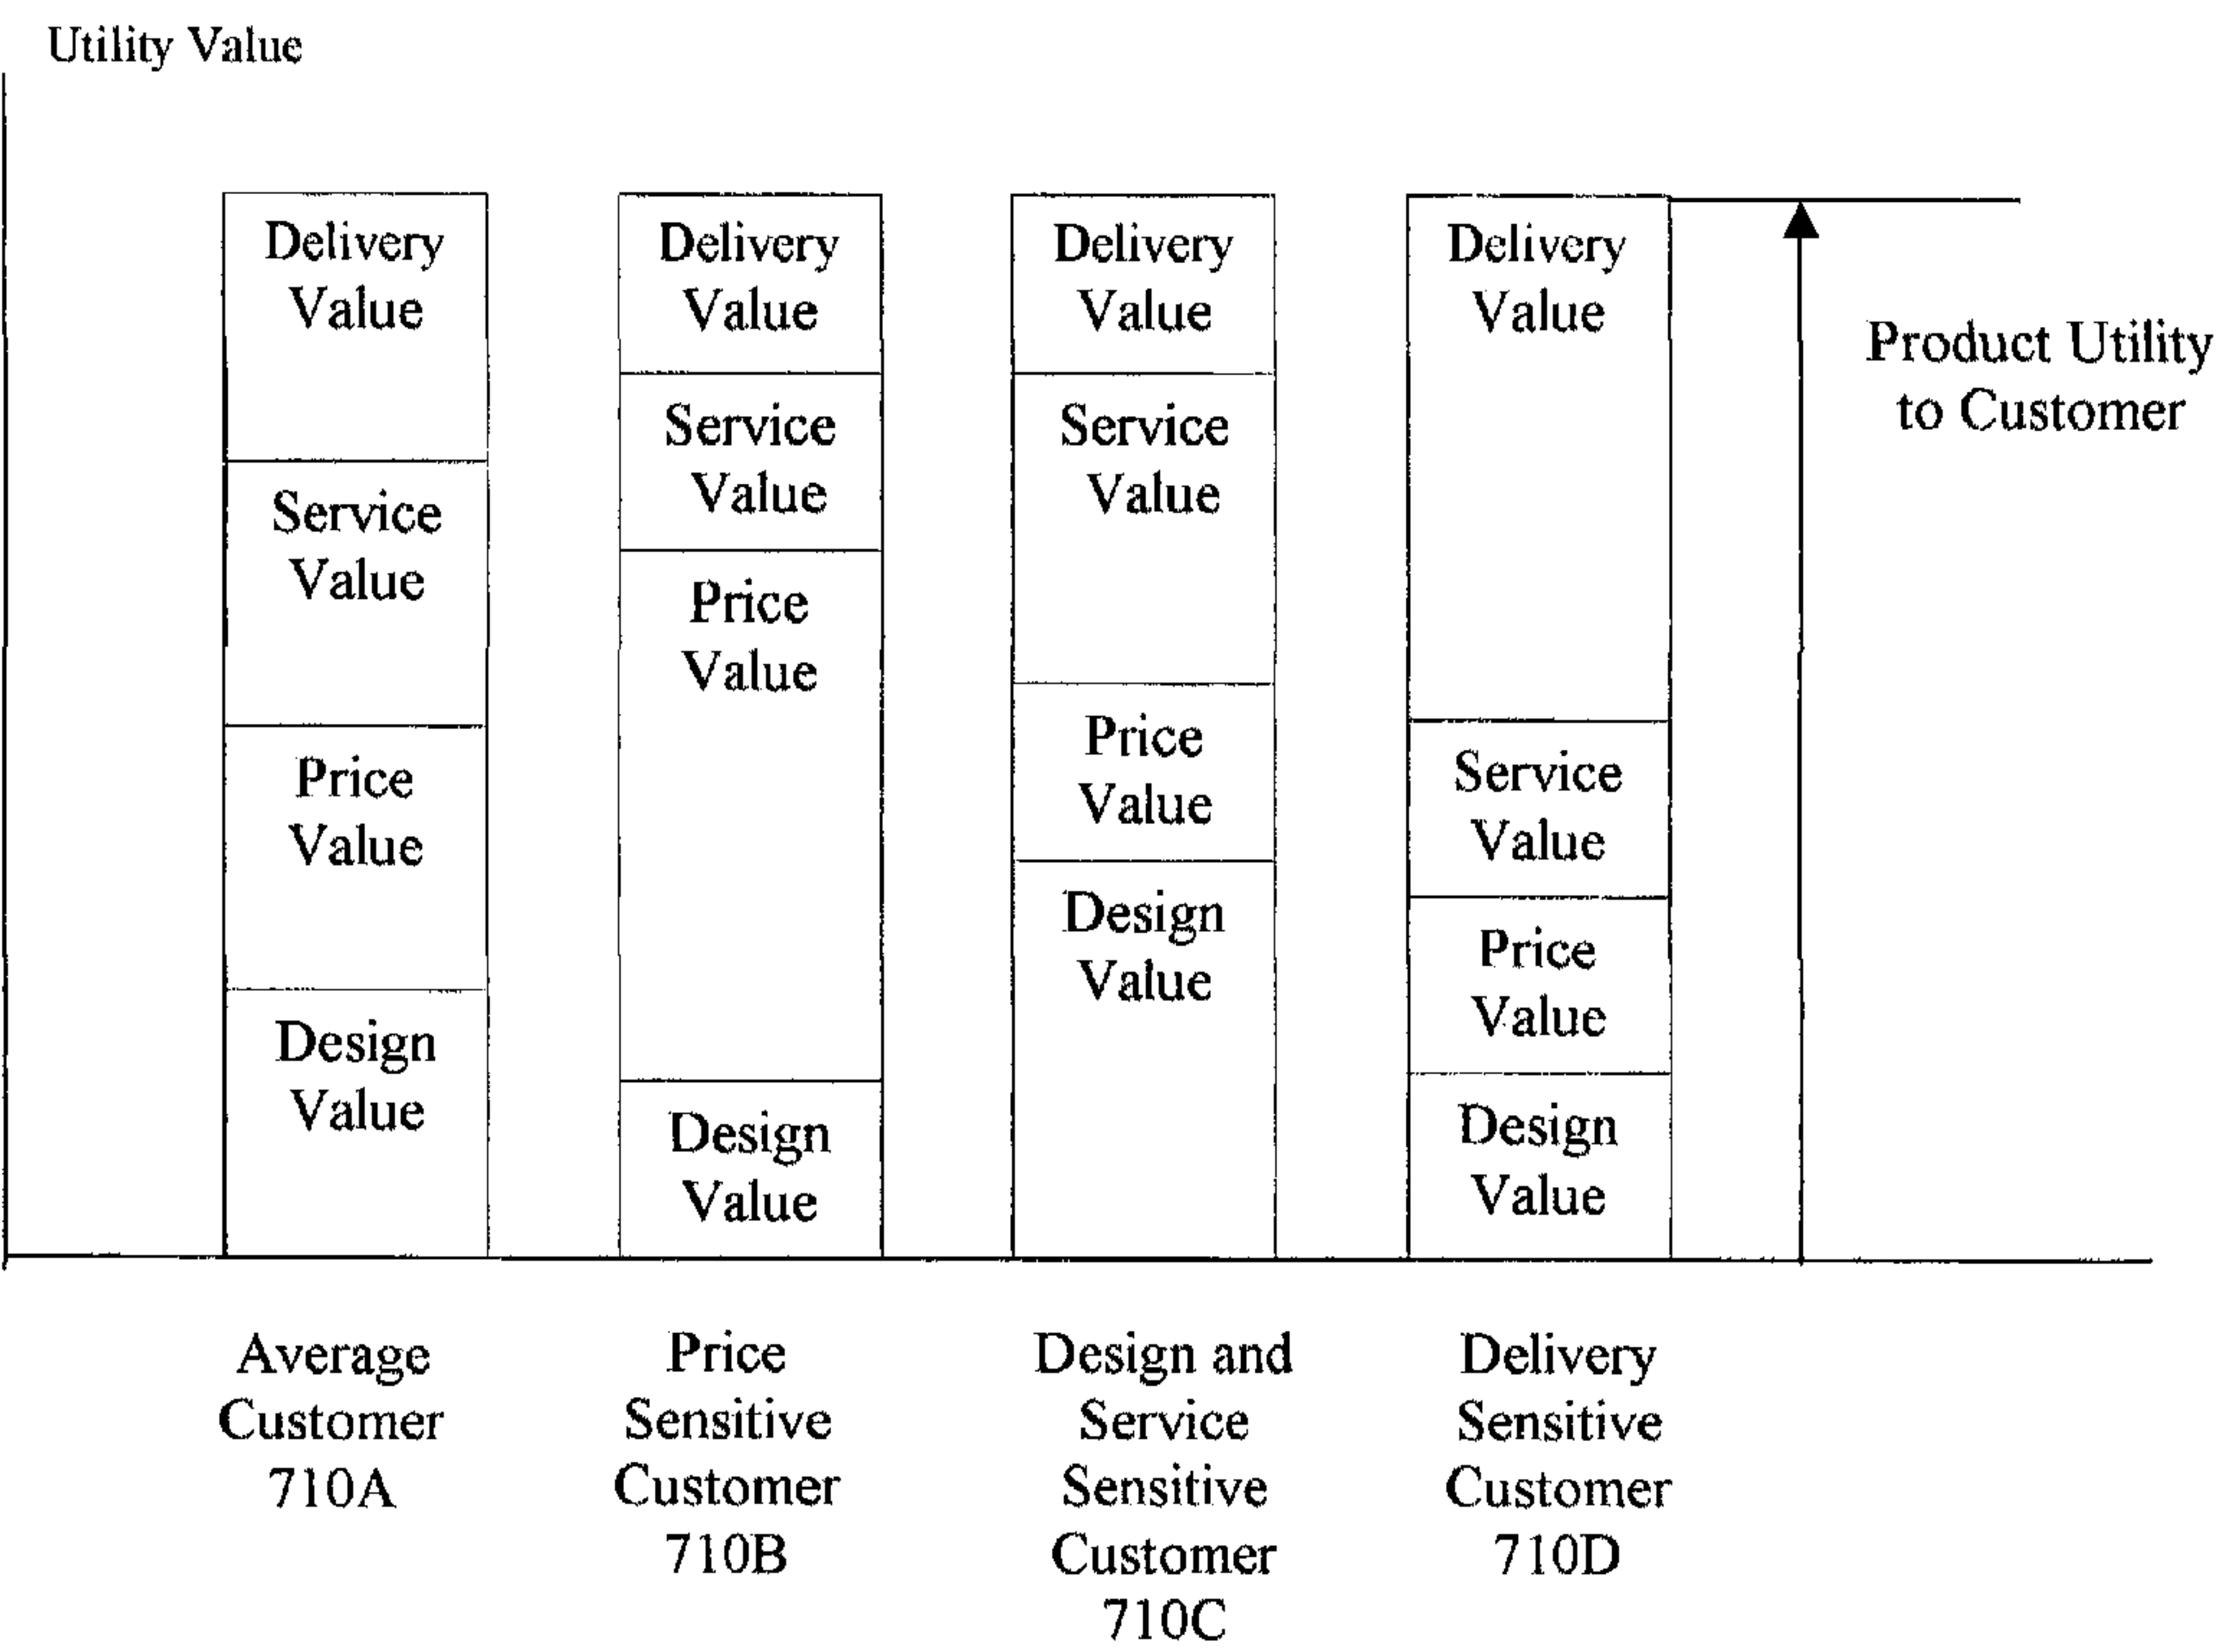 Utility Value
Delivery
Value
Service
Value
Price
Value
Design
Value
Delivery
Value
Service
Value
Price
Value
Design
Value
Delivery
Value
Service
Value
Price
Value
Design
Value
Delivery
Value
Service
Value
Price
Value
Design
Value
Product Utility
to Customer
Average
Customer
710A
Price
Sensitive
Customer
710B
Design and
Service
Sensitive
Customer
710C
Delivery
Sensitive
Customer
710D